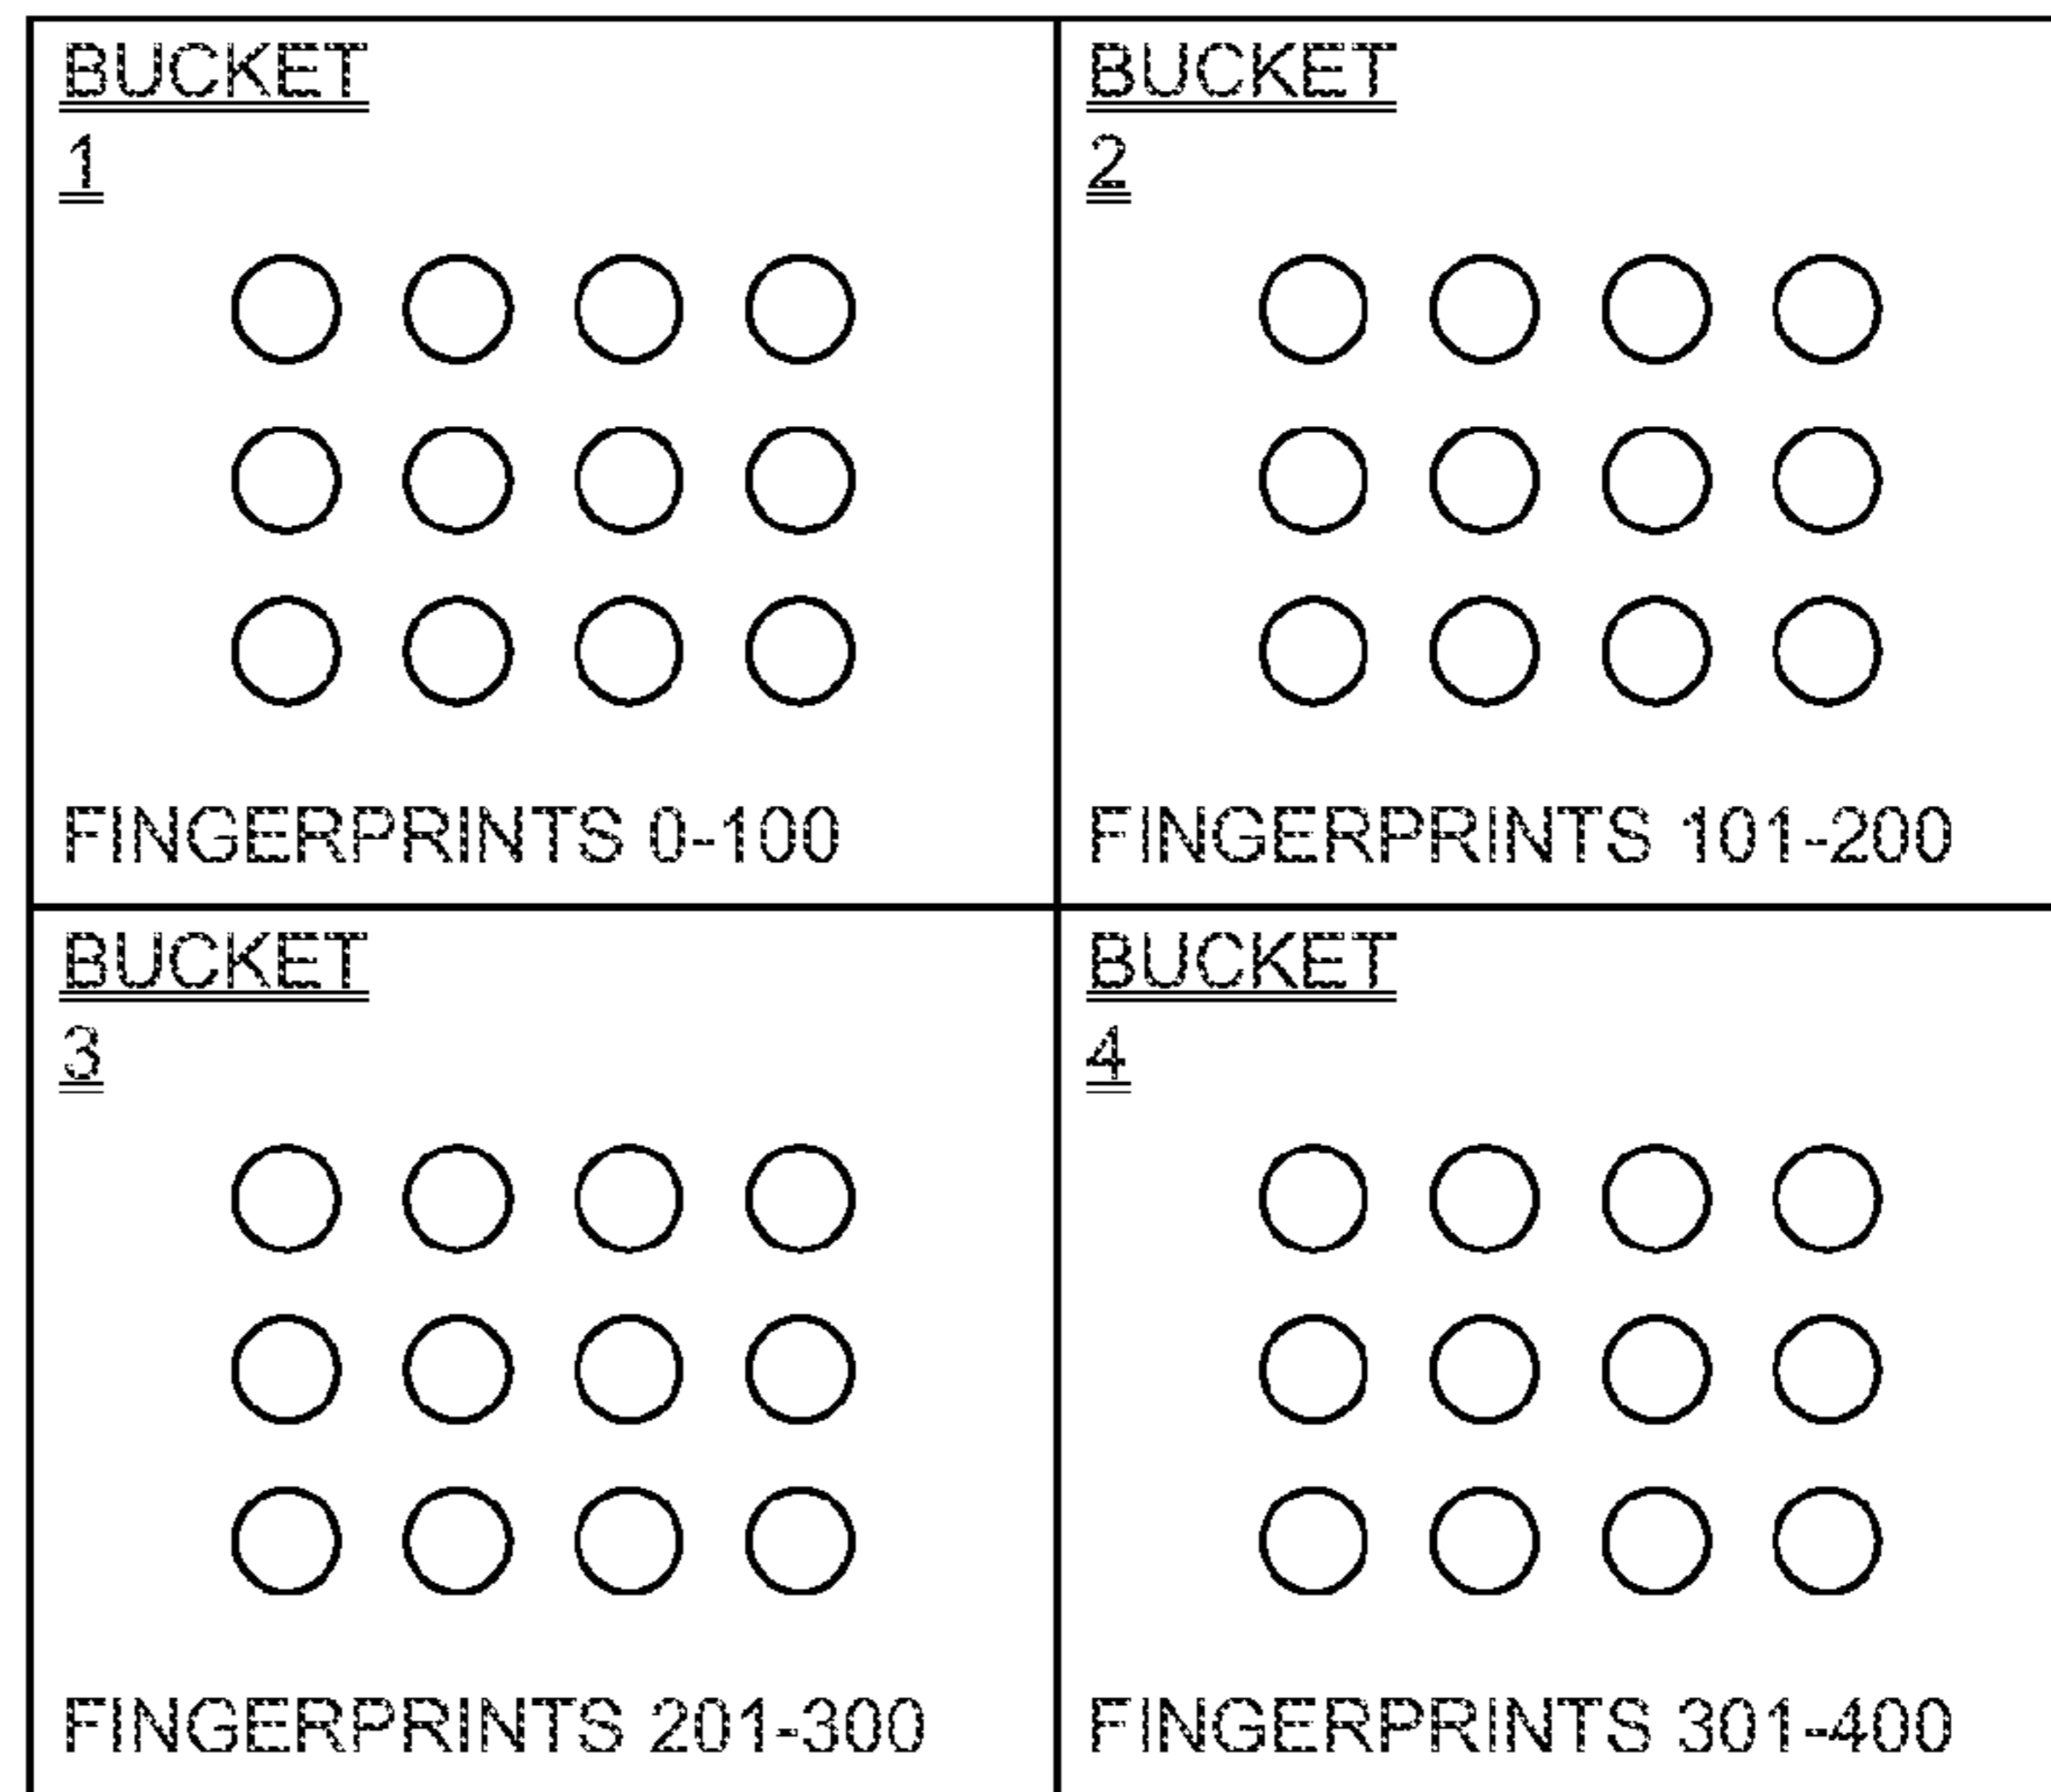 BUCKET
1
FINGERPRINTS 0-100
BUCKET
2
FINGERPRINTS 101-200
BUCKET
3
FINGERPRINTS 201-300
BUCKET
4
FINGERPRINTS 301-400